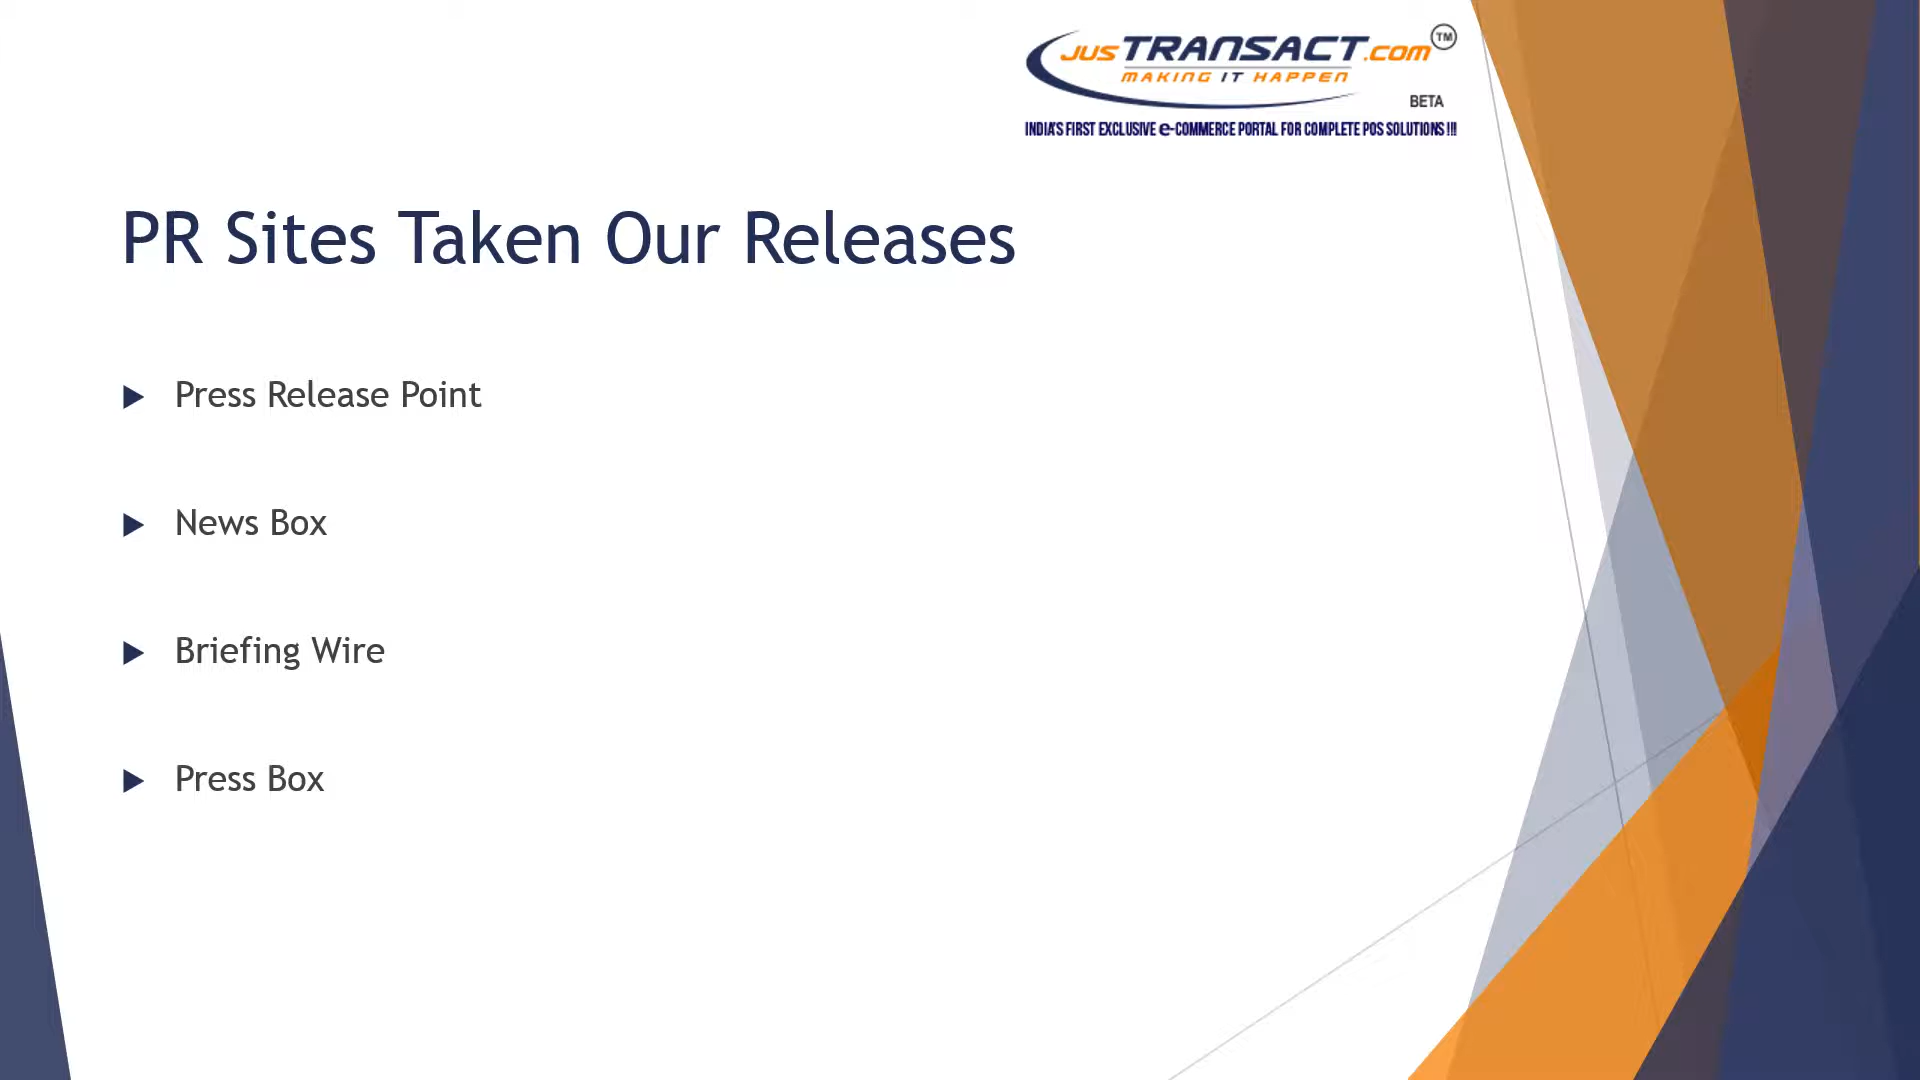 jusTRANSACT.com TM
MAKING IT HAPPEN
BETA
INDIA'S FIRST EXCLUSIVE e-COMMERCE PORTAL FOR COMPLETE POS SOLUTIONS !!!
PR Sites Taken Our Releases
Press Release Point
News Box
Briefing Wire
Press Box